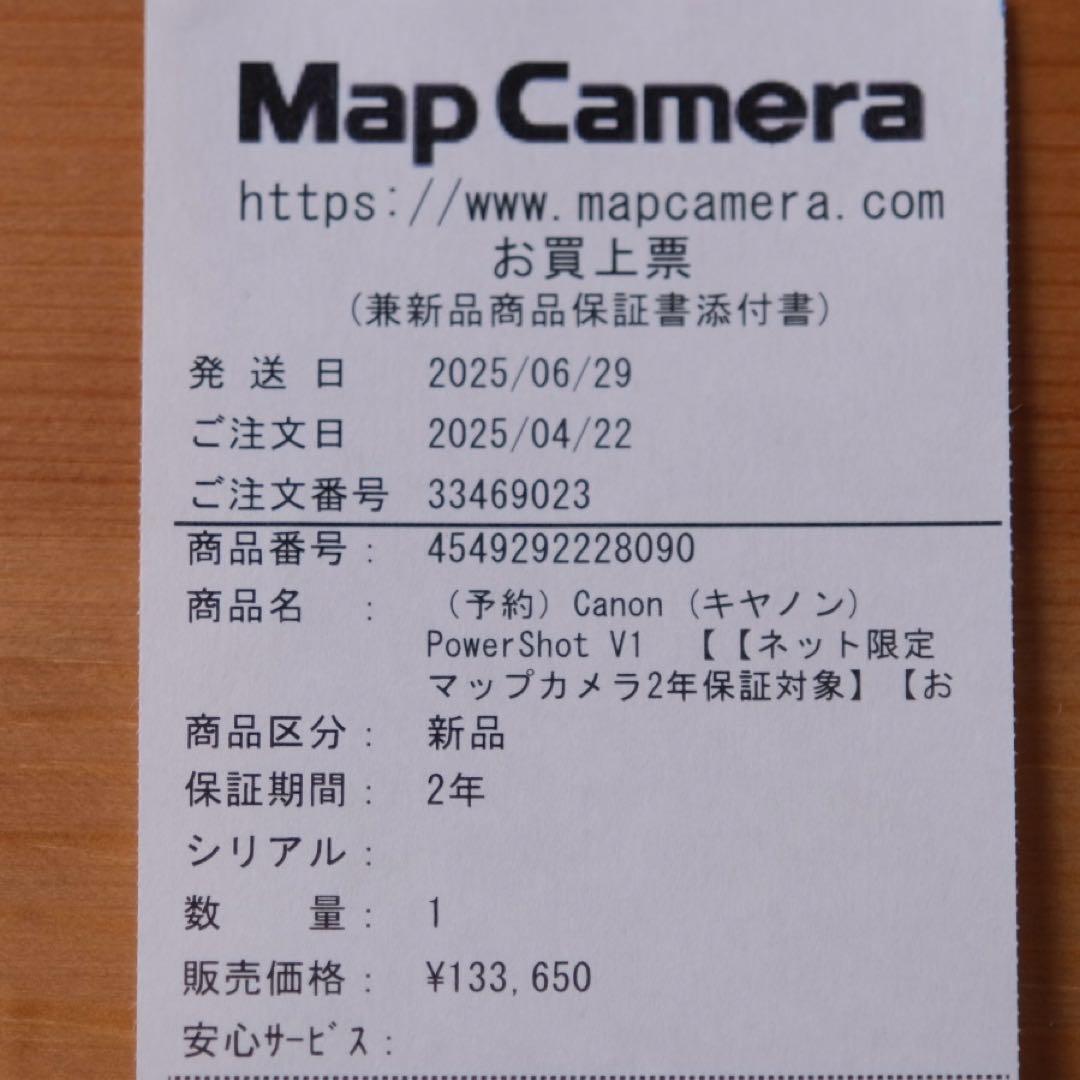 Map Camera
https://www.mapcamera.com
お買上票
(兼新品商品保証書添付書)
発 送 日 2025/06/29
ご注文日 2025/04/22
ご注文番号 33469023
商品番号: 4549292228090
商品名 : (予約) Canon (キヤノン)
PowerShot V1 【【ネット限定
マップカメラ2年保証対象】【お
商品区分: 新品
保証期間: 2年
シリアル:
数 量: 1
販売価格: ¥133,650
安心ｻｰﾋﾞｽ: